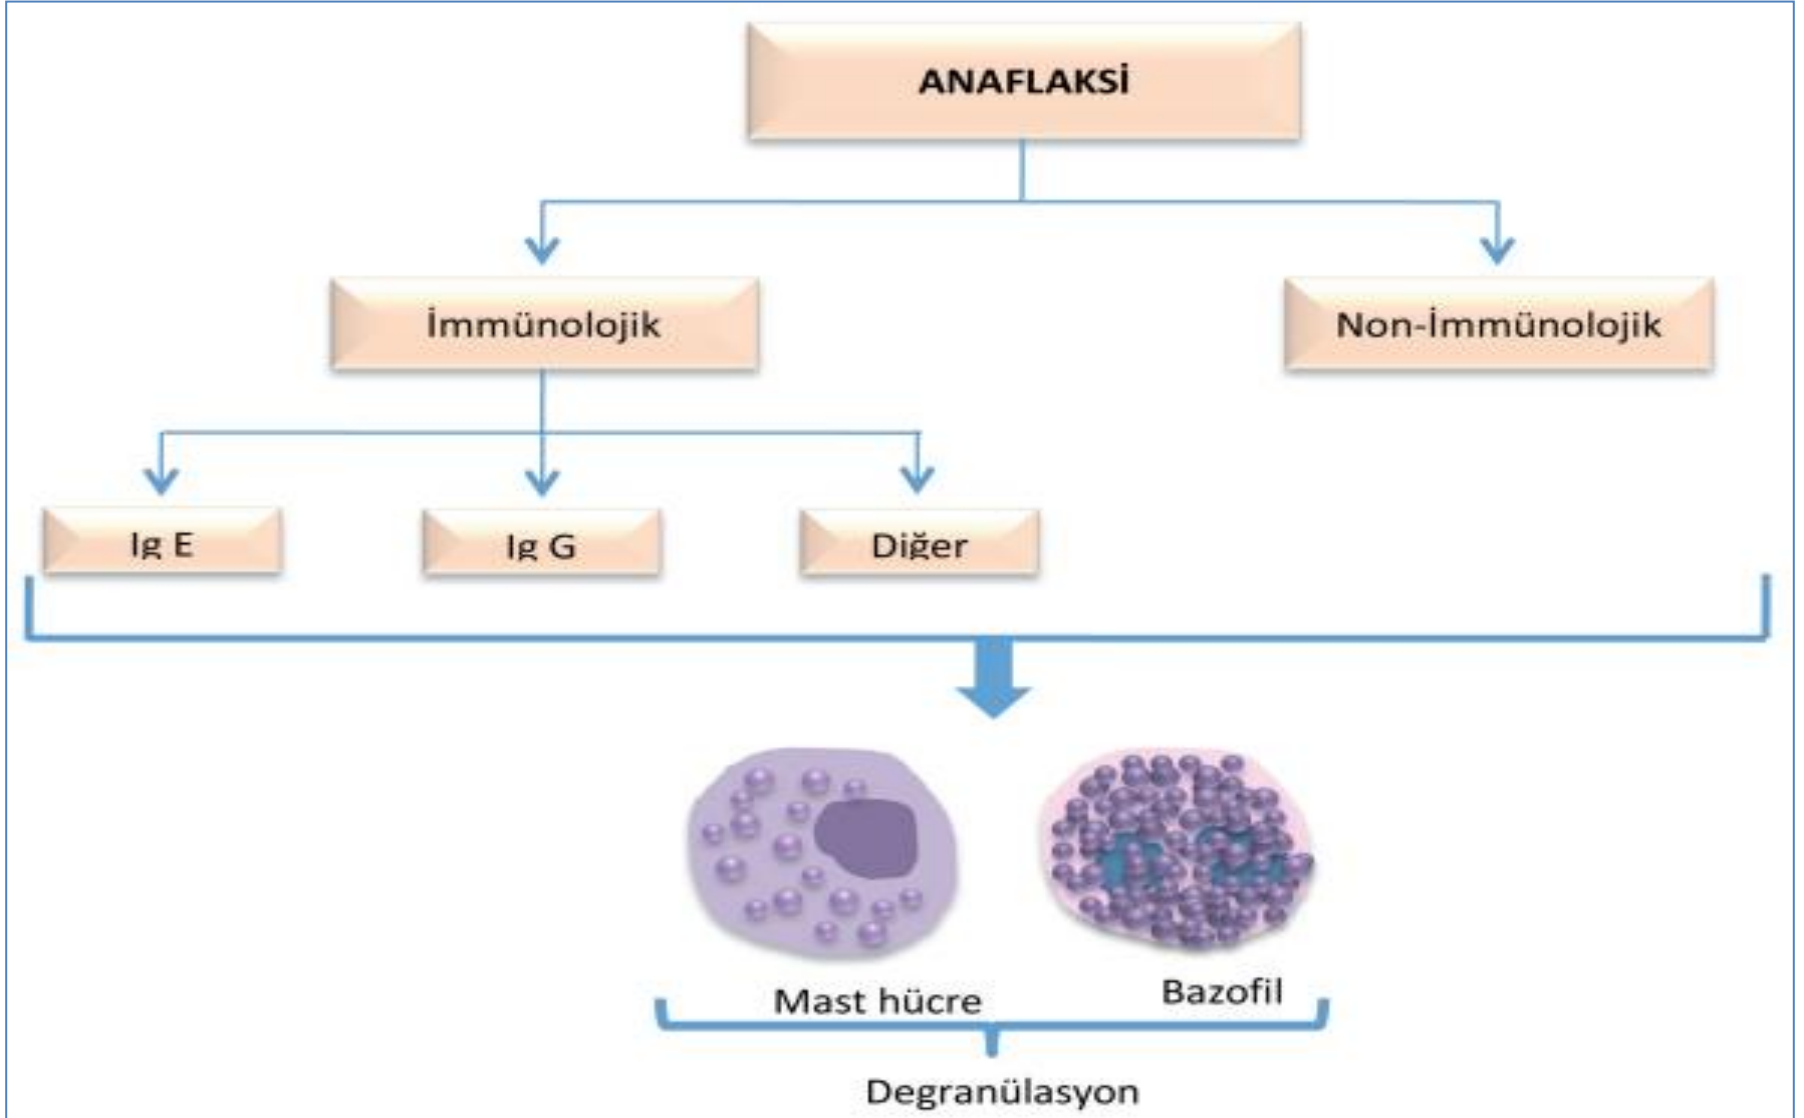 ANAFLAKSİ
İmmünolojik
Non-İmmünolojik
Ig E
Ig G
Diğer
Mast hücre
Bazofil
Degranülasyon